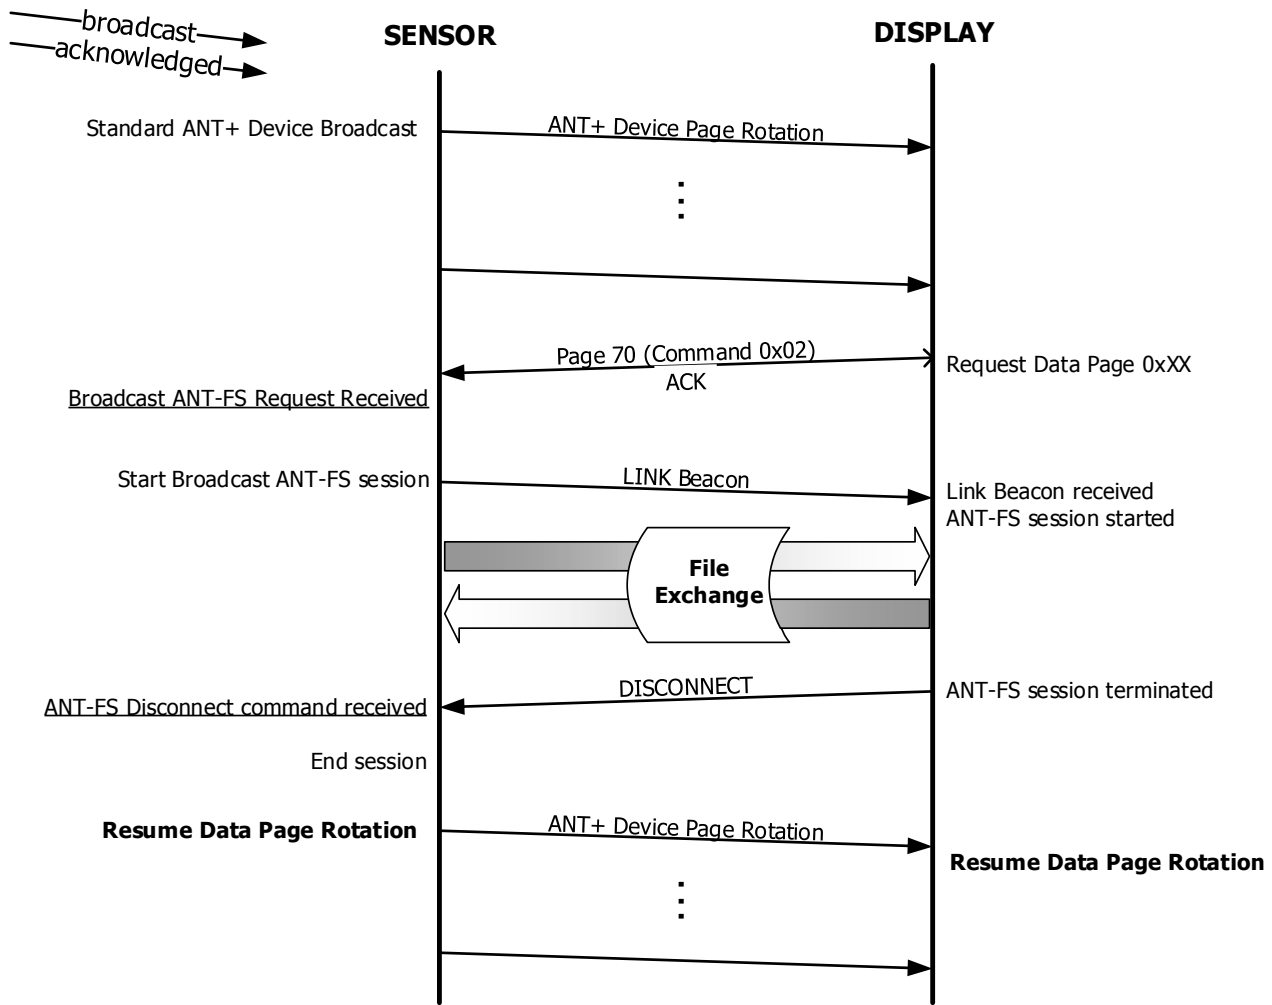 broadcast
acknowledged
SENSOR
DISPLAY
Standard ANT+ Device Broadcast
ANT+ Device Page Rotation
Page 70 (Command 0x02)
ACK
Request Data Page 0xXX
Broadcast ANT-FS Request Received
Start Broadcast ANT-FS session
LINK Beacon
Link Beacon received
ANT-FS session started
File
Exchange
DISCONNECT
ANT-FS session terminated
ANT-FS Disconnect command received
End session
Resume Data Page Rotation
ANT+ Device Page Rotation
Resume Data Page Rotation